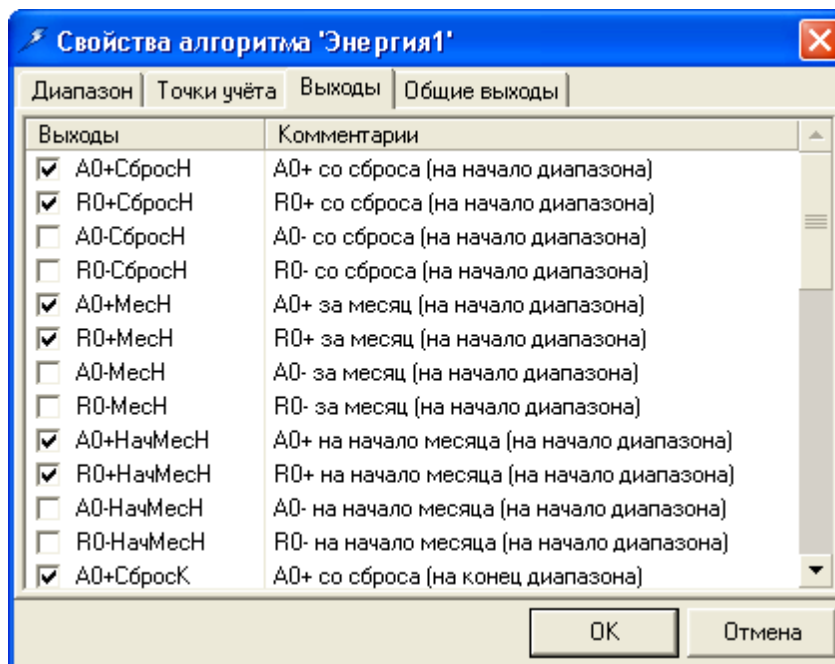 Свойства алгоритма 'Энергия1'
Диапазон Точки учёта Выходы Общие выходы
Выходы Комментарии
A0+СбросН A0+ со сброса (на начало диапазона)
R0+СбросН R0+ со сброса (на начало диапазона)
A0-СбросН A0- со сброса (на начало диапазона)
R0-СбросН R0- со сброса (на начало диапазона)
A0+МесН A0+ за месяц (на начало диапазона)
R0+МесН R0+ за месяц (на начало диапазона)
A0-МесН A0- за месяц (на начало диапазона)
R0-МесН R0- за месяц (на начало диапазона)
A0+НачМесН A0+ на начало месяца (на начало диапазона)
R0+НачМесН R0+ на начало месяца (на начало диапазона)
A0-НачМесН A0- на начало месяца (на начало диапазона)
R0-НачМесН R0- на начало месяца (на начало диапазона)
A0+СбросК A0+ со сброса (на конец диапазона)
OK Отмена